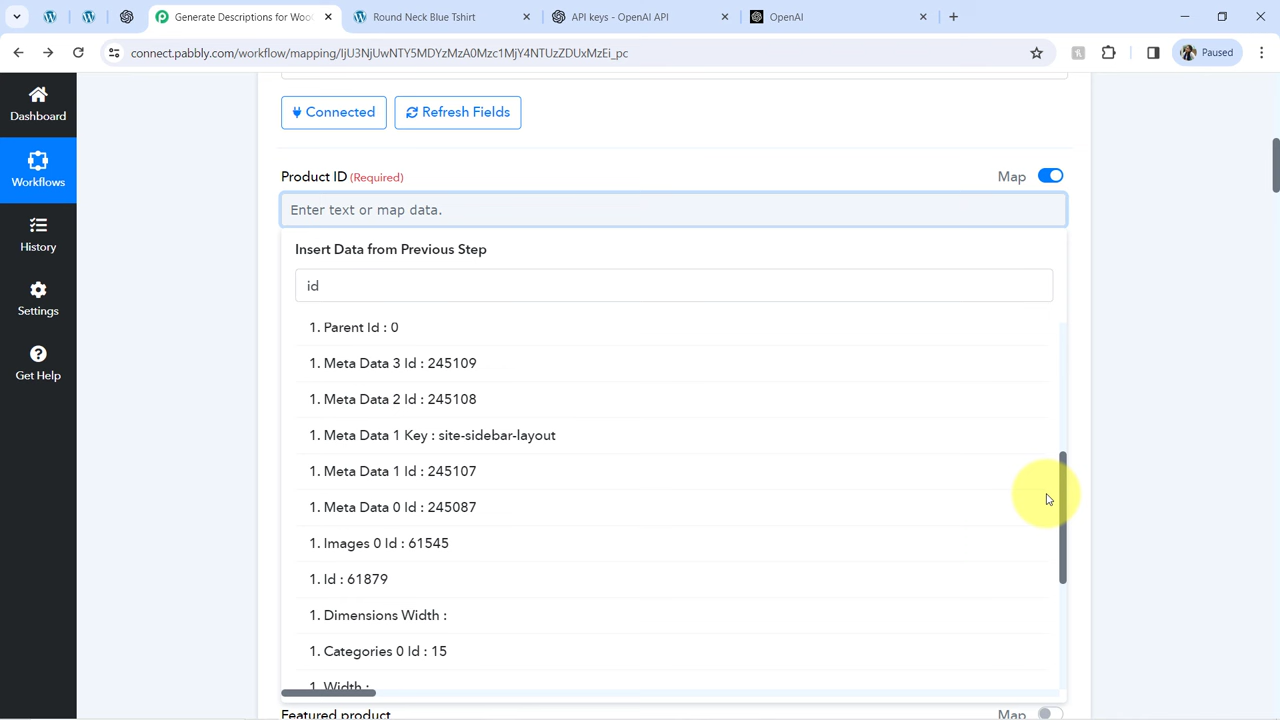 Generate Descriptions for Woo
Round Neck Blue Tshirt
API keys - OpenAI API
OpenAI
connect.pabbly.com/workflow/mapping/IjU3NjUwNTY5MDYzMzA0Mzc1MjY4NTUzZDUxMzEi_pc
Paused
Dashboard
Workflows
History
Settings
Get Help
Connected
Refresh Fields
Product ID (Required)
Map
Enter text or map data.
Insert Data from Previous Step
id
1. Parent Id : 0
1. Meta Data 3 Id : 245109
1. Meta Data 2 Id : 245108
1. Meta Data 1 Key : site-sidebar-layout
1. Meta Data 1 Id : 245107
1. Meta Data 0 Id : 245087
1. Images 0 Id : 61545
1. Id : 61879
1. Dimensions Width :
1. Categories 0 Id : 15
1. Width :
Featured product
Map